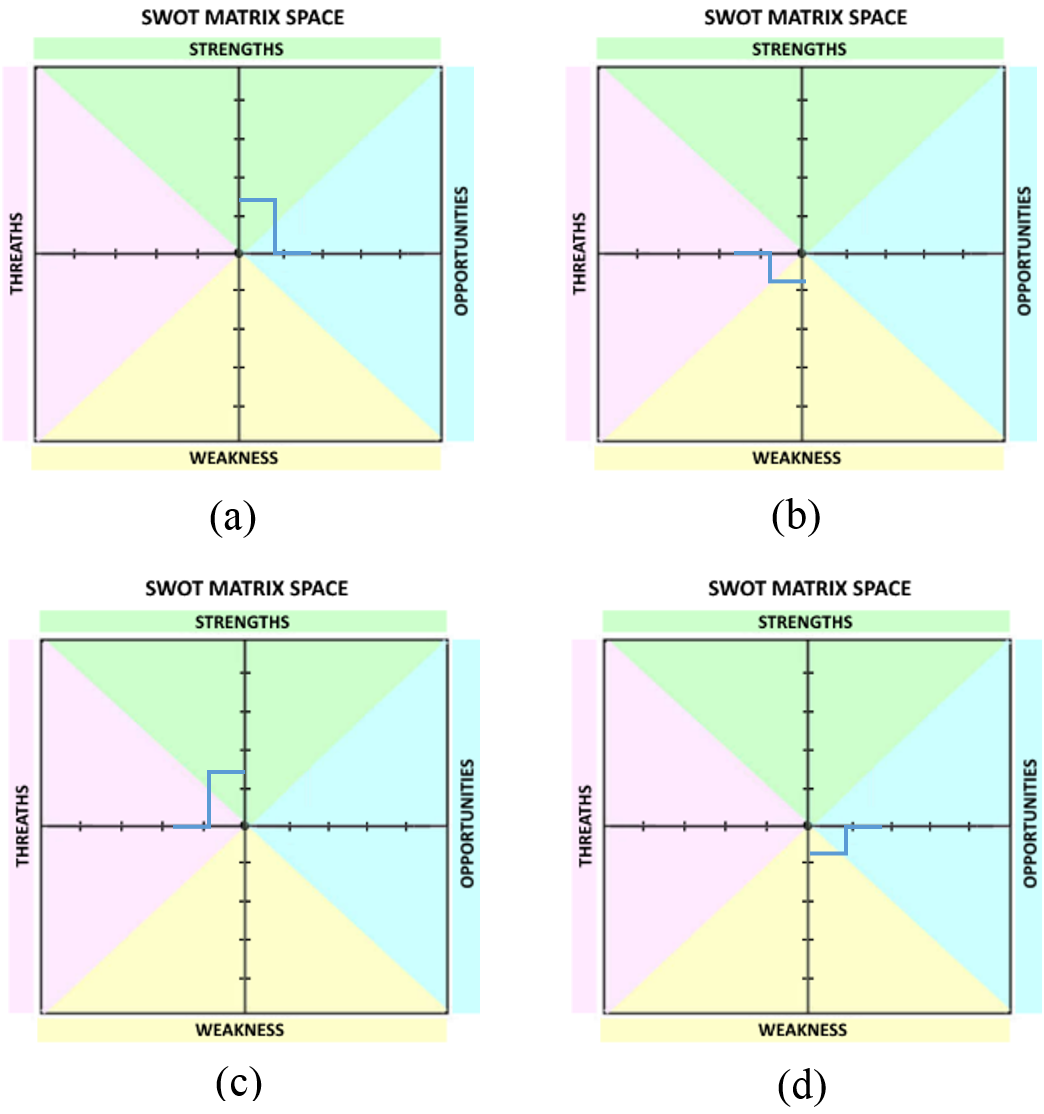 SWOT MATRIX SPACE
STRENGTHS
THREATHS
OPPORTUNITIES
WEAKNESS
(a)
SWOT MATRIX SPACE
STRENGTHS
THREATHS
OPPORTUNITIES
WEAKNESS
(b)
SWOT MATRIX SPACE
STRENGTHS
THREATHS
OPPORTUNITIES
WEAKNESS
(c)
SWOT MATRIX SPACE
STRENGTHS
THREATHS
OPPORTUNITIES
WEAKNESS
(d)